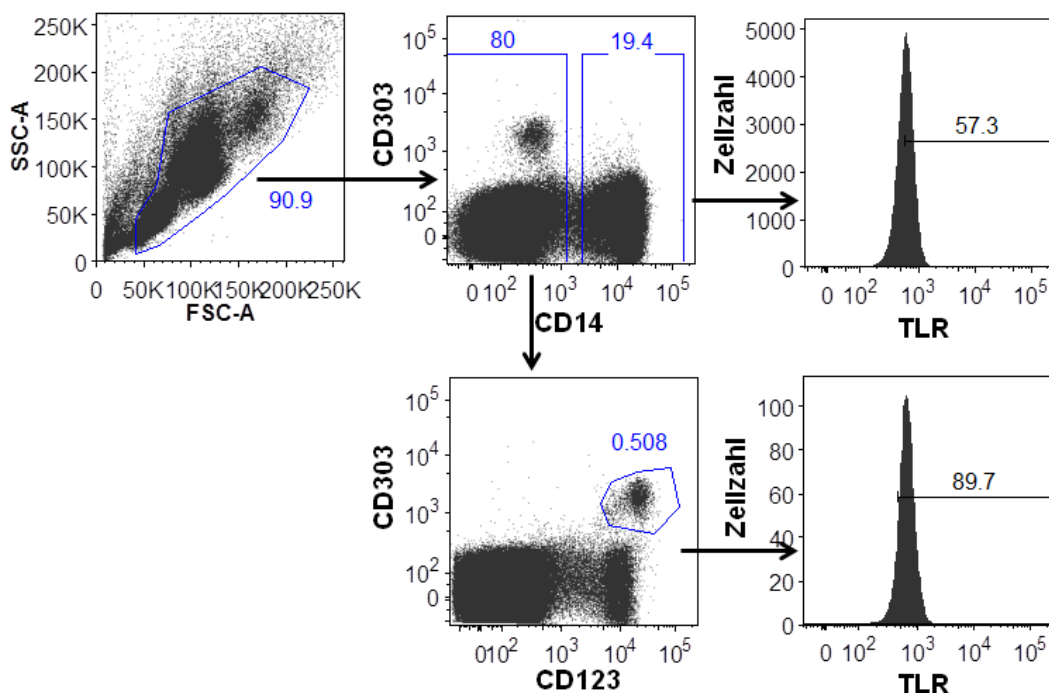 250K
200K
150K
100K
50K
0
SSC-A
0 50K 100K 150K 200K 250K
FSC-A
90.9
80 19.4
10^5
10^4
10^3
10^2
0
CD303
0 10^2 10^3 10^4 10^5
CD14
5000
4000
3000
2000
1000
0
Zellzahl
57.3
0 10^2 10^3 10^4 10^5
TLR
10^5
10^4
10^3
10^2
0
CD303
0.508
010^2 10^3 10^4 10^5
CD123
100
80
60
40
20
0
Zellzahl
89.7
0 10^2 10^3 10^4 10^5
TLR